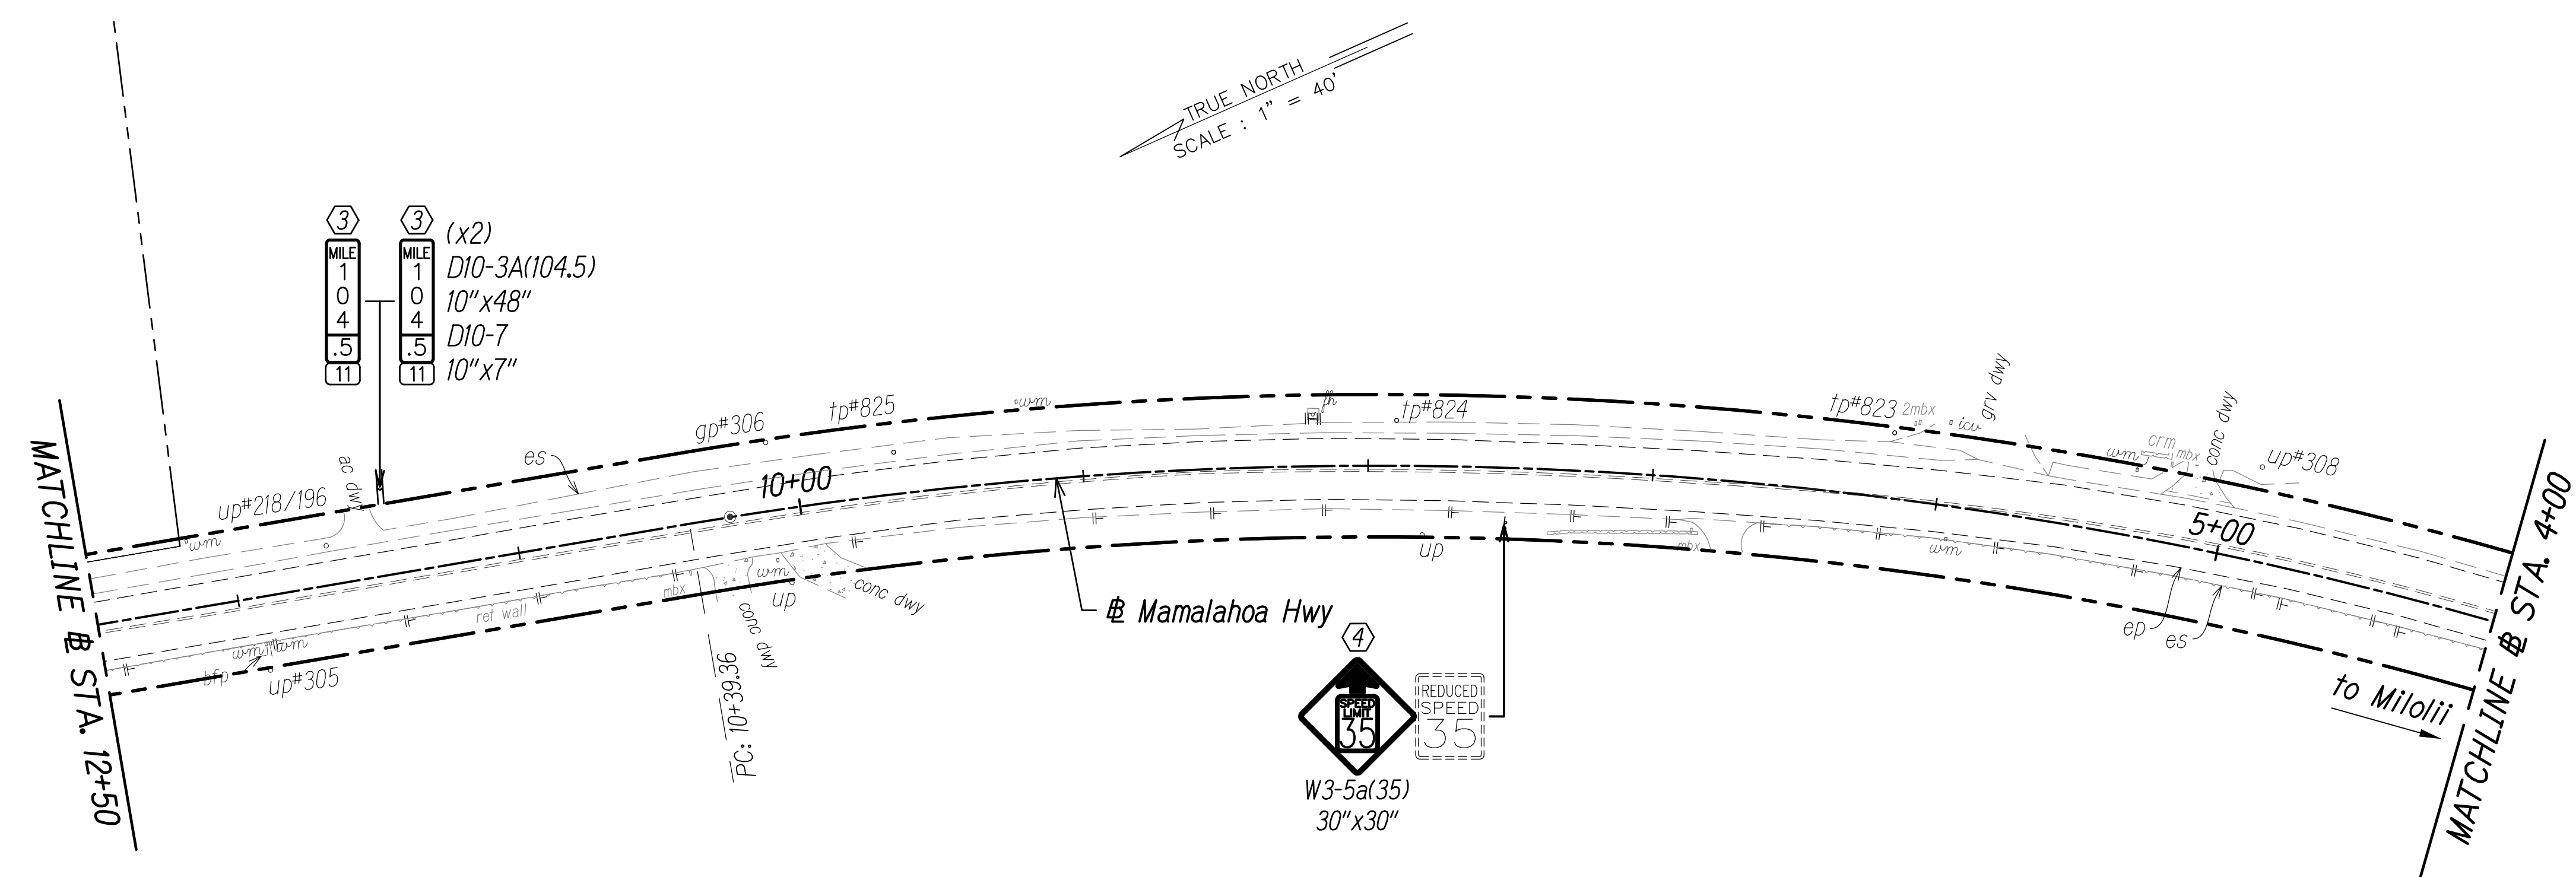 TRUE NORTH
SCALE : 1" = 40'
3
MILE
1
0
4
.5
11
3
MILE
1
0
4
.5
11
(x2)
D10-3A(104.5)
10"x48"
D10-7
10"x7"
MATCHLINE ℄ STA. 12+50
wm
up#218/196
ac dwy
es
gp#306
tp#825
10+00
wm
fh
tp#824
tp#823
2mbx
icv
grv dwy
wm
crm
mbx
conc dwy
up#308
5+00
MATCHLINE ℄ STA. 4+00
bfp
wm
wm
up#305
ret wall
mbx
PC: 10+39.36
conc dwy
wm
up
conc dwy
℄ Mamalahoa Hwy
up
mbx
wm
ep
es
to Milolii
4
SPEED
LIMIT
35
REDUCED
SPEED
35
W3-5a(35)
30"x30"